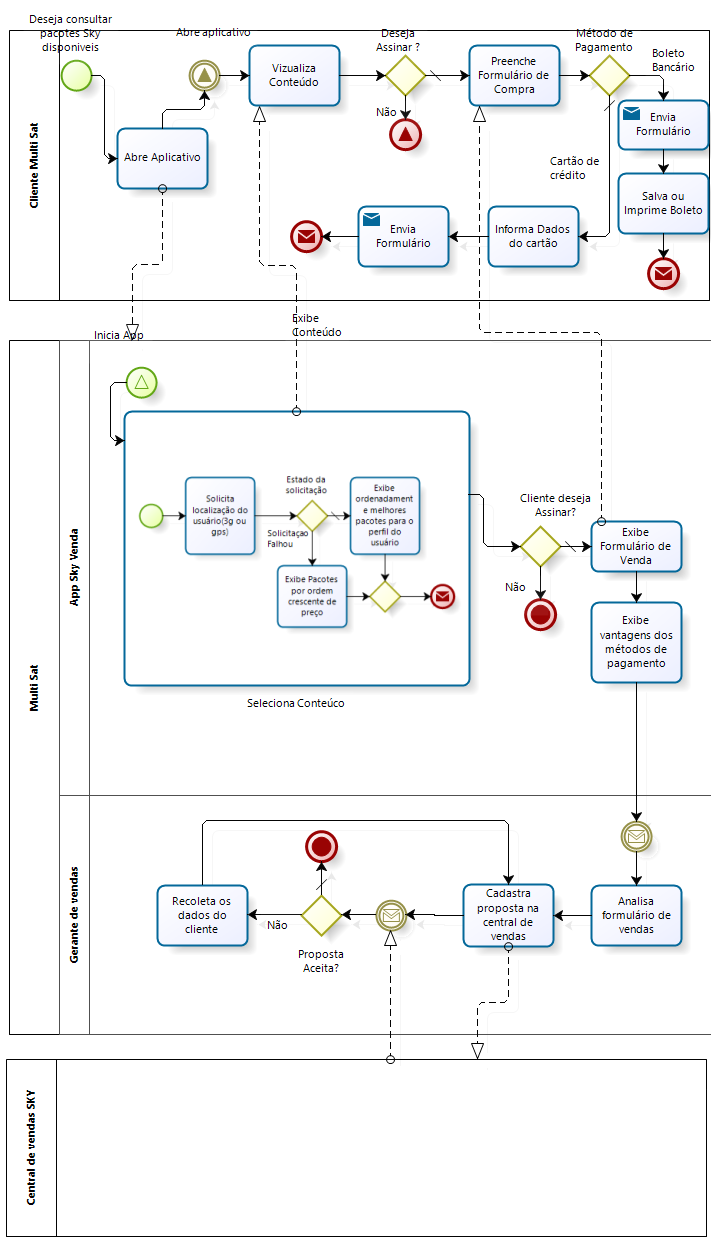 Deseja consultar
pacotes Sky
disponiveis
Abre aplicativo
Deseja
Assinar ?
Método de
Pagamento
Boleto
Bancário
Cliente Multi Sat
Vizualiza
Conteúdo
Preenche
Formulário de
Compra
Não
Envia
Formulário
Abre Aplicativo
Cartão de
crédito
Salva ou
Imprime Boleto
Envia
Formulário
Informa Dados
do cartão
Exibe
Conteúdo
Inicia App
Multi Sat
App Sky Venda
Estado da
solicitação
Solicita
localização do
usuário(3g ou
gps)
Exibe
ordenadament
e melhores
pacotes para o
perfil do
usuário
Solicitaçao
Falhou
Exibe Pacotes
por ordem
crescente de
preço
Seleciona Conteúco
Cliente deseja
Assinar?
Não
Exibe
Formulário de
Venda
Exibe
vantagens dos
métodos de
pagamento
Gerante de vendas
Recoleta os
dados do
cliente
Não
Proposta
Aceita?
Cadastra
proposta na
central de
vendas
Analisa
formulário de
vendas
Central de vendas SKY